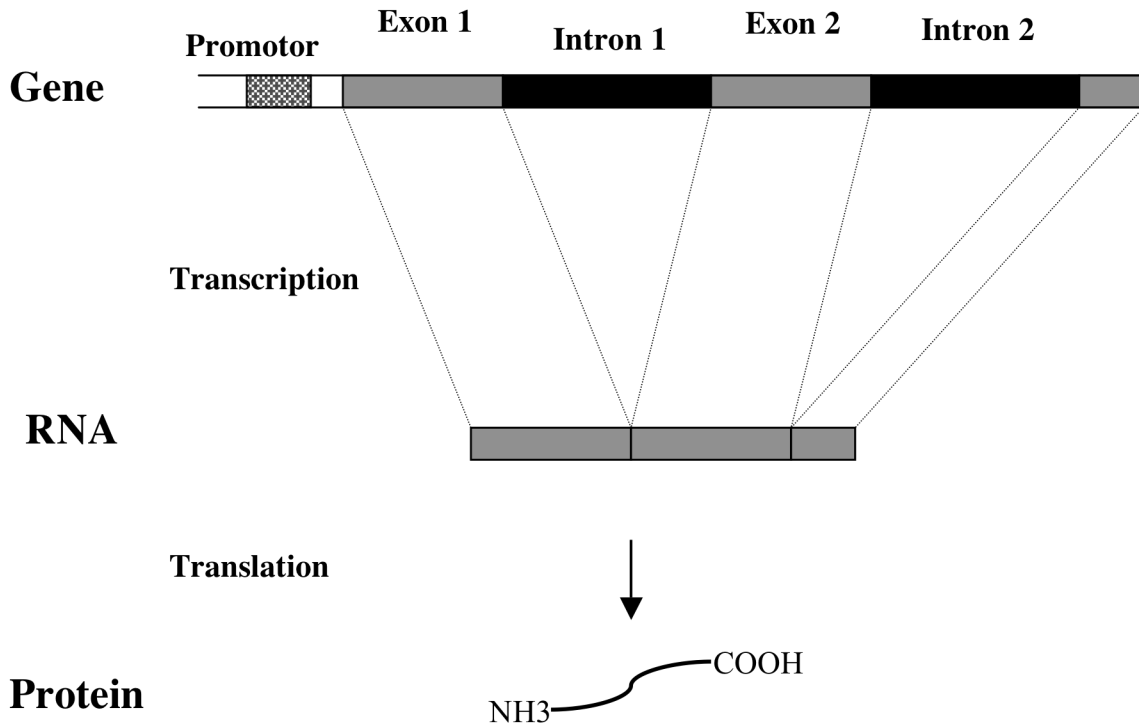 Promotor
Exon 1
Intron 1
Exon 2
Intron 2
Gene
Transcription
RNA
Translation
Protein
NH3
COOH